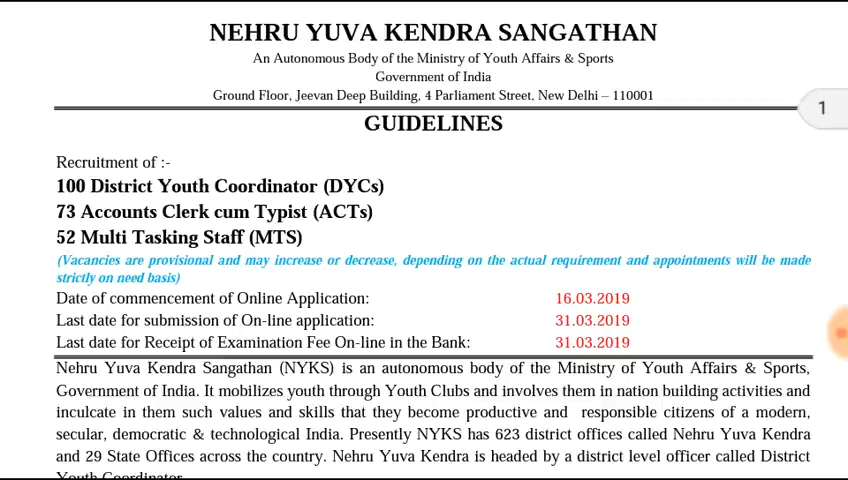 NEHRU YUVA KENDRA SANGATHAN
An Autonomous Body of the Ministry of Youth Affairs & Sports
Government of India
Ground Floor, Jeevan Deep Building, 4 Parliament Street, New Delhi – 110001
1
GUIDELINES
Recruitment of :-
100 District Youth Coordinator (DYCs)
73 Accounts Clerk cum Typist (ACTs)
52 Multi Tasking Staff (MTS)
(Vacancies are provisional and may increase or decrease, depending on the actual requirement and appointments will be made
strictly on need basis)
Date of commencement of Online Application: 16.03.2019
Last date for submission of On-line application: 31.03.2019
Last date for Receipt of Examination Fee On-line in the Bank: 31.03.2019
Nehru Yuva Kendra Sangathan (NYKS) is an autonomous body of the Ministry of Youth Affairs & Sports,
Government of India. It mobilizes youth through Youth Clubs and involves them in nation building activities and
inculcate in them such values and skills that they become productive and responsible citizens of a modern,
secular, democratic & technological India. Presently NYKS has 623 district offices called Nehru Yuva Kendra
and 29 State Offices across the country. Nehru Yuva Kendra is headed by a district level officer called District
Youth Coordinator